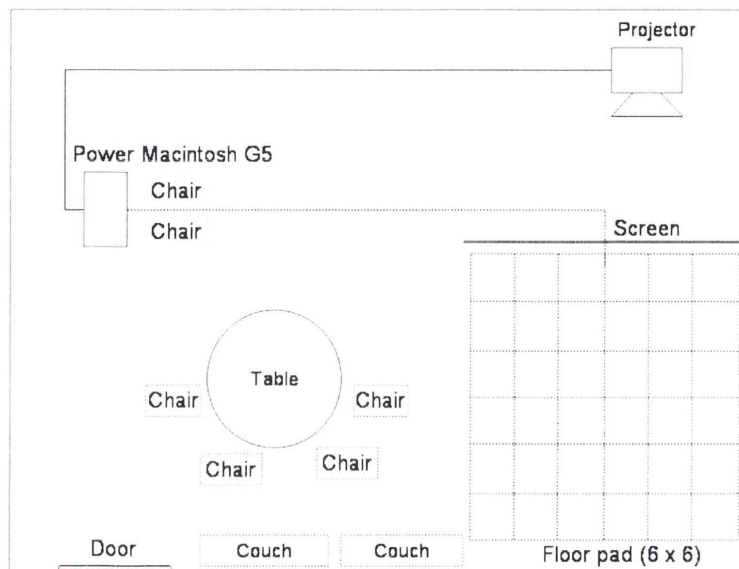 Projector
Power Macintosh G5
Chair
Chair
Screen
Table
Chair
Chair
Chair
Chair
Door
Couch
Couch
Floor pad (6 x 6)